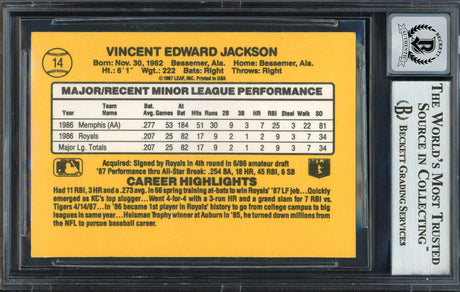 14
VINCENT EDWARD JACKSON
Born: Nov. 30, 1962 Bessemer, Ala. Home: Bessemer, Ala.
Ht.: 6'1" Wgt.: 222 Bats: Right Throws: Right
©1987 LEAF, INC. Printed in USA
MAJOR/RECENT MINOR LEAGUE PERFORMANCE
Year Team Name Bat. Avg. Games At Bat Hits Runs 2B 3B HR RBI Steal Walk SO
1986 Memphis (AA) .277 53 184 51 30 9 3 7 25 3 22 81
1986 Royals .207 25 82 17 9 2 1 2 9 3 7 34
Major Lg. Totals .207 25 82 17 9 2 1 2 9 3 7 34
Acquired: Signed by Royals in 4th round in 6/86 amateur draft
'87 Performance thru All-Star Break: .254 BA, 18 HR, 45 RBI, 6 SB
CAREER HIGHLIGHTS
Had 11 RBI, 3 HR and a .273 avg. in 66 spring training at-bats to win Royals' '87 LF job...Quickly
emerged as KC's top slugger...Went 4-for-4 with a 3-run HR and a grand slam for 7 RBI vs.
Tigers 4/14/87...In '86 became 1st player in Royals' history to go from college campus to big
leagues in same year...Heisman Trophy winner at Auburn in '85, turned down millions from
the NFL to pursue baseball career.
THE WORLD'S MOST TRUSTED
SOURCE IN COLLECTING™
BECKETT GRADING SERVICES